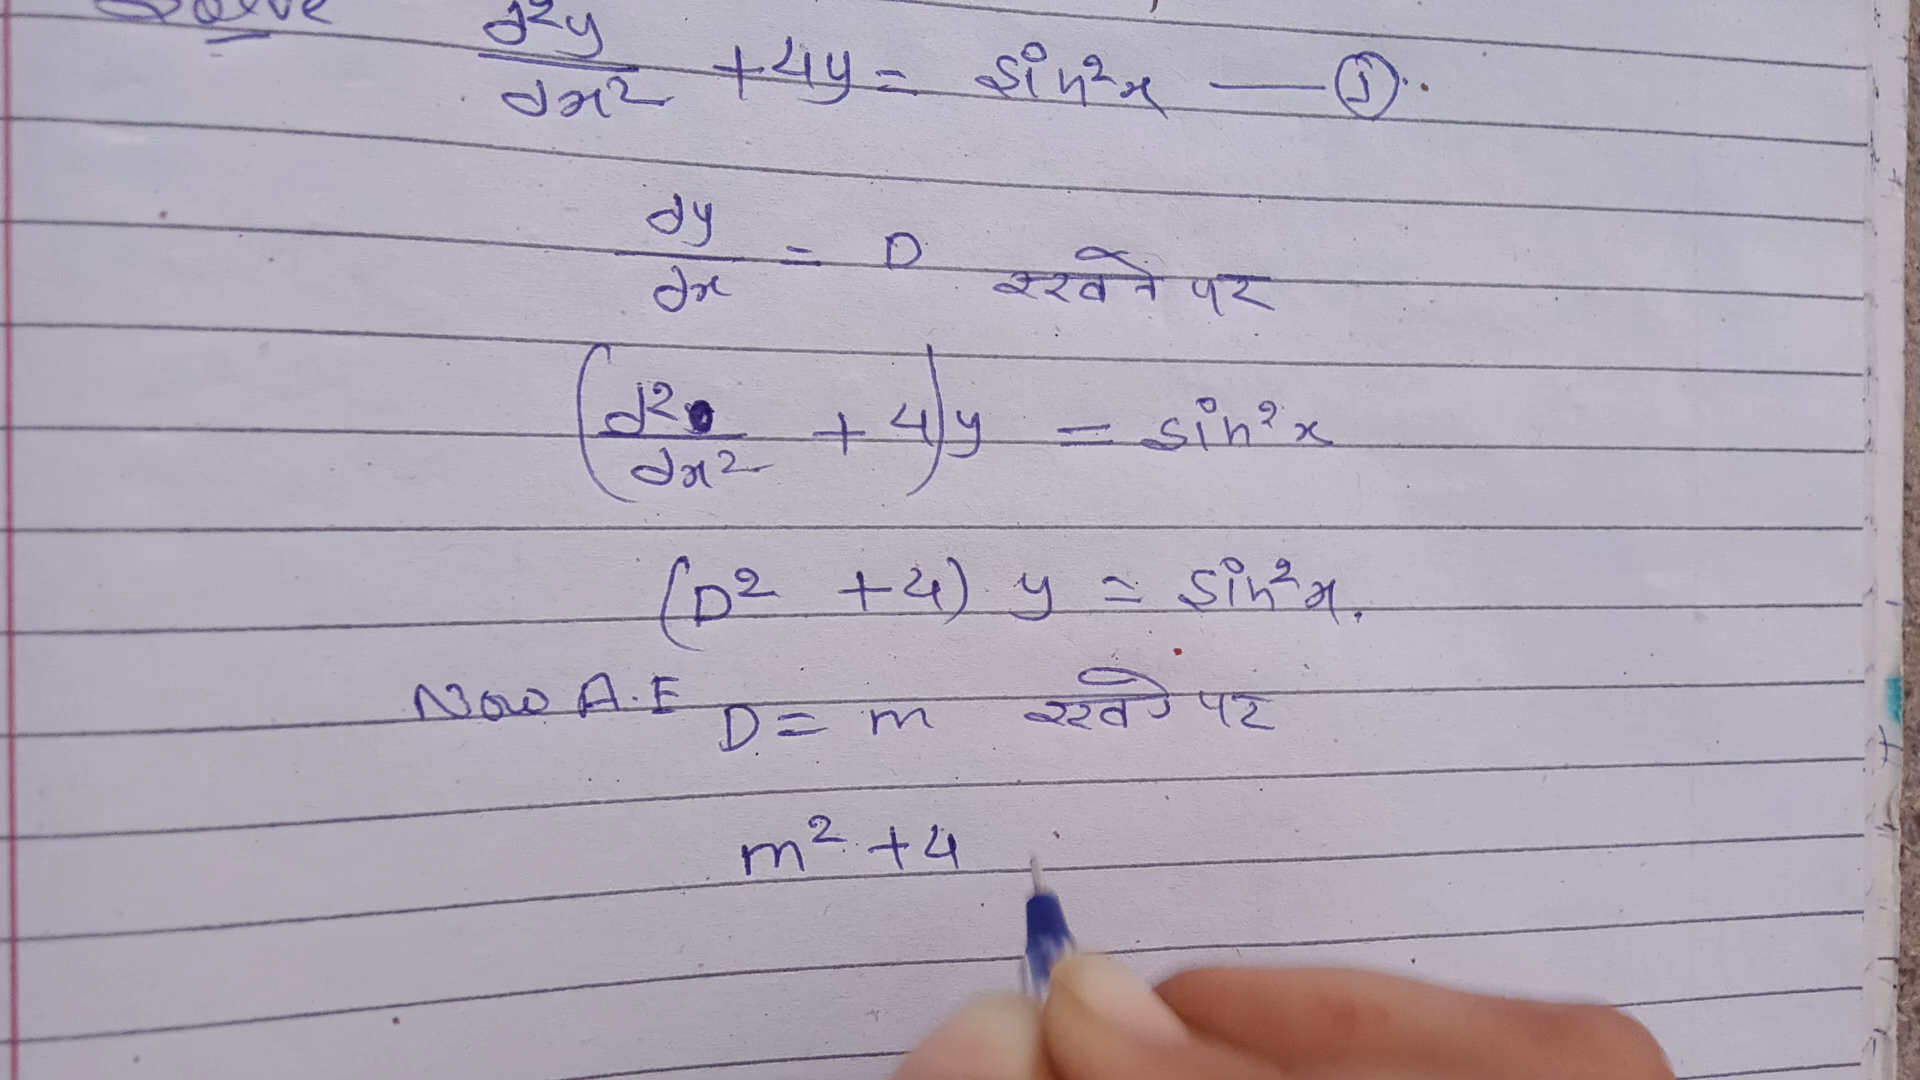 Solve d²y/dx² + 4y = sin²x — ①.
dy/dx = D रखने पर
(d²/dx² + 4)y = sin²x
(D² + 4) y = sin²x.
Now A.E D = m रखने पर
m² + 4